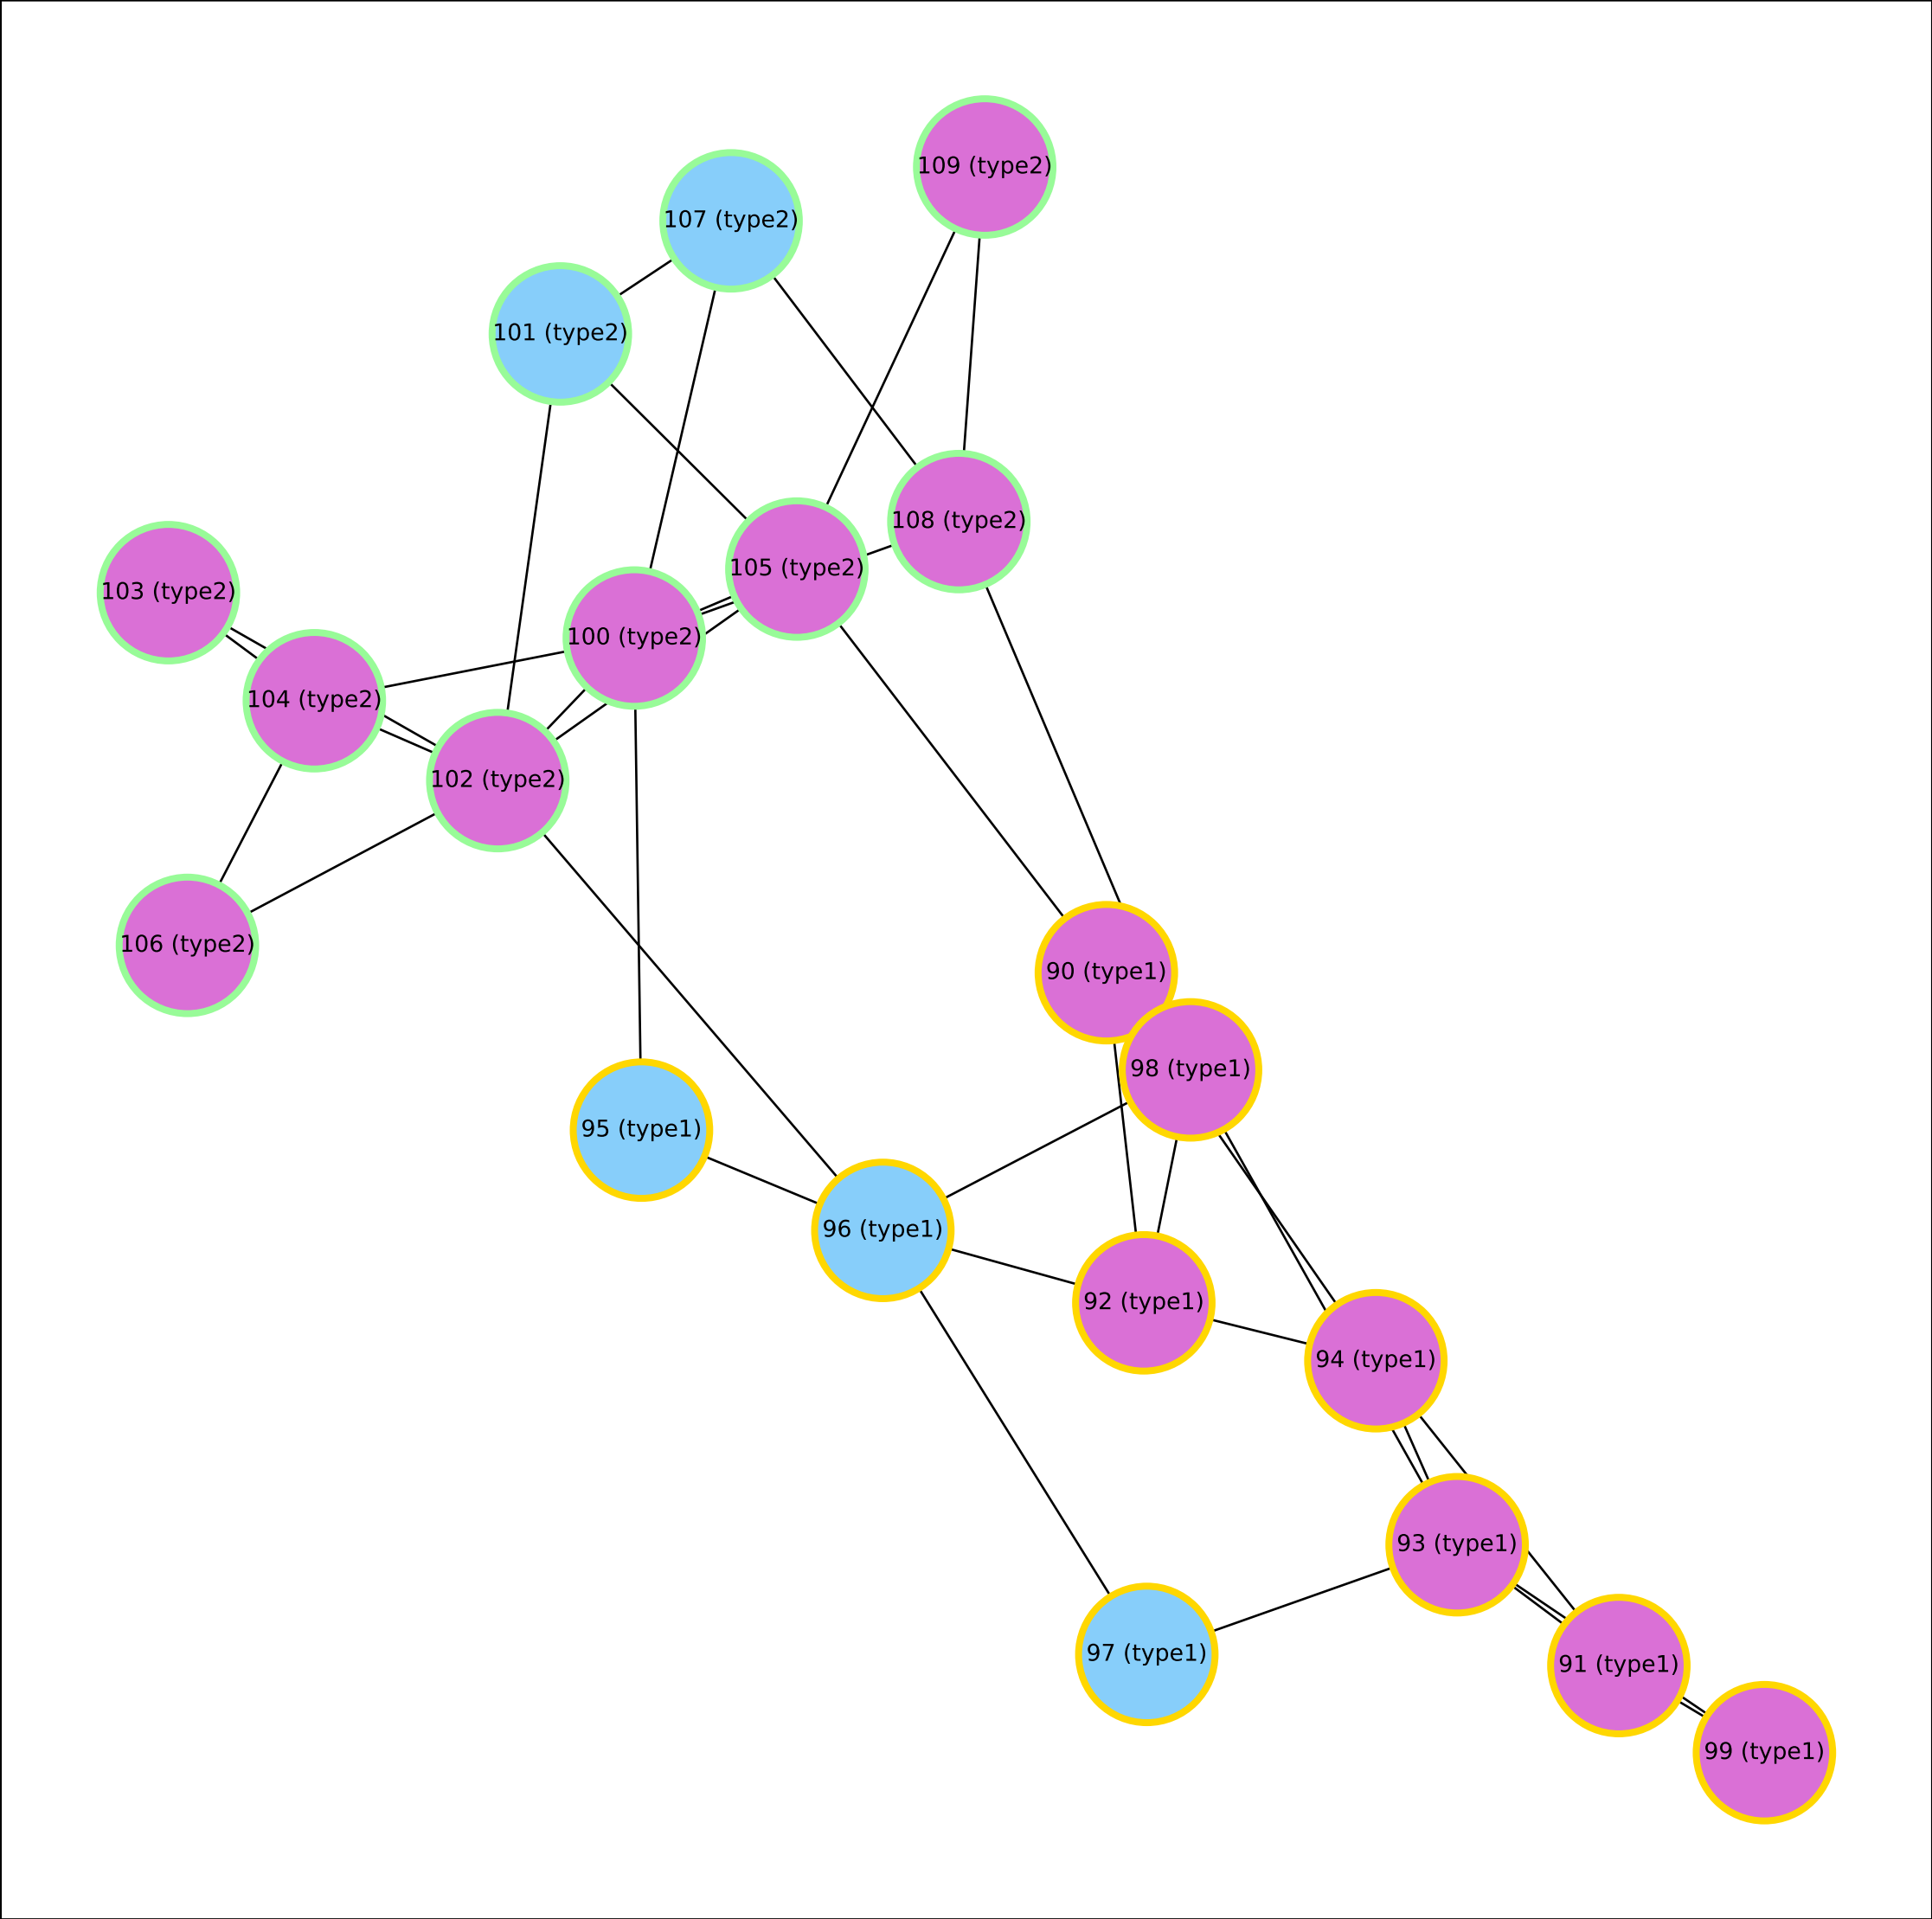 109 (type2)
107 (type2)
101 (type2)
108 (type2)
105 (type2)
103 (type2)
100 (type2)
104 (type2)
102 (type2)
106 (type2)
90 (type1)
98 (type1)
95 (type1)
96 (type1)
92 (type1)
94 (type1)
93 (type1)
97 (type1)
91 (type1)
99 (type1)